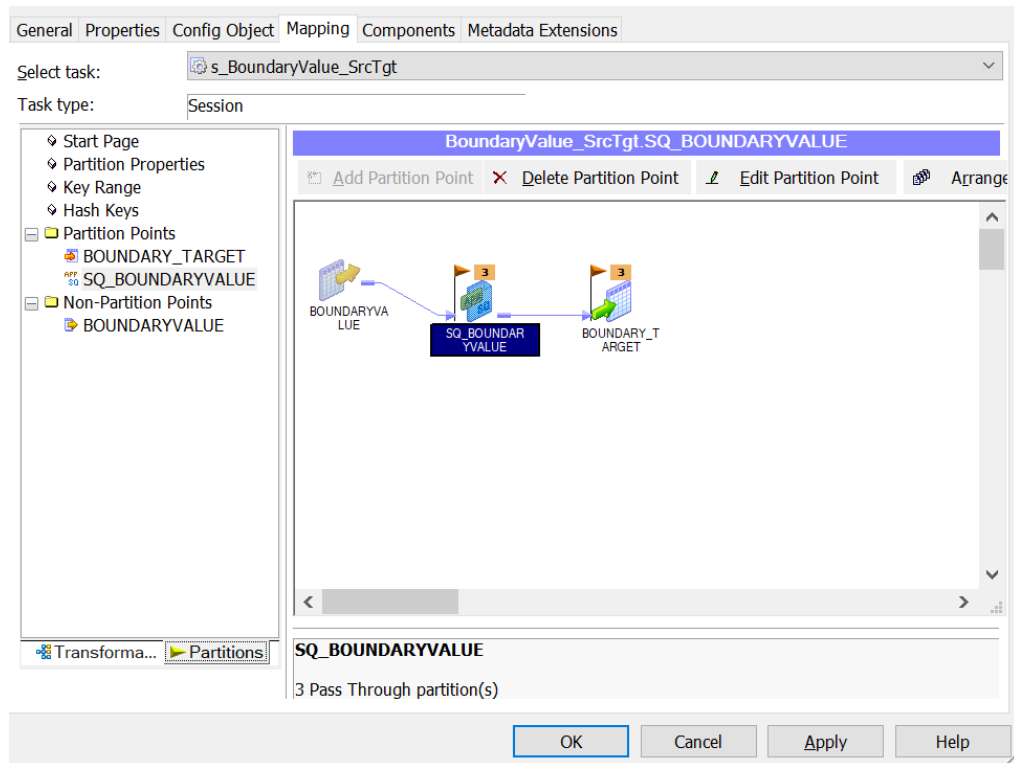 General Properties Config Object Mapping Components Metadata Extensions
Select task: s_BoundaryValue_SrcTgt
Task type: Session
Start Page
Partition Properties
Key Range
Hash Keys
Partition Points
BOUNDARY_TARGET
SQ_BOUNDARYVALUE
Non-Partition Points
BOUNDARYVALUE
Transforma... Partitions
BoundaryValue_SrcTgt.SQ_BOUNDARYVALUE
Add Partition Point Delete Partition Point Edit Partition Point Arrange
3 3
APP SQ
BOUNDARYVA
LUE
SQ_BOUNDAR
YVALUE
BOUNDARY_T
ARGET
SQ_BOUNDARYVALUE
3 Pass Through partition(s)
OK Cancel Apply Help